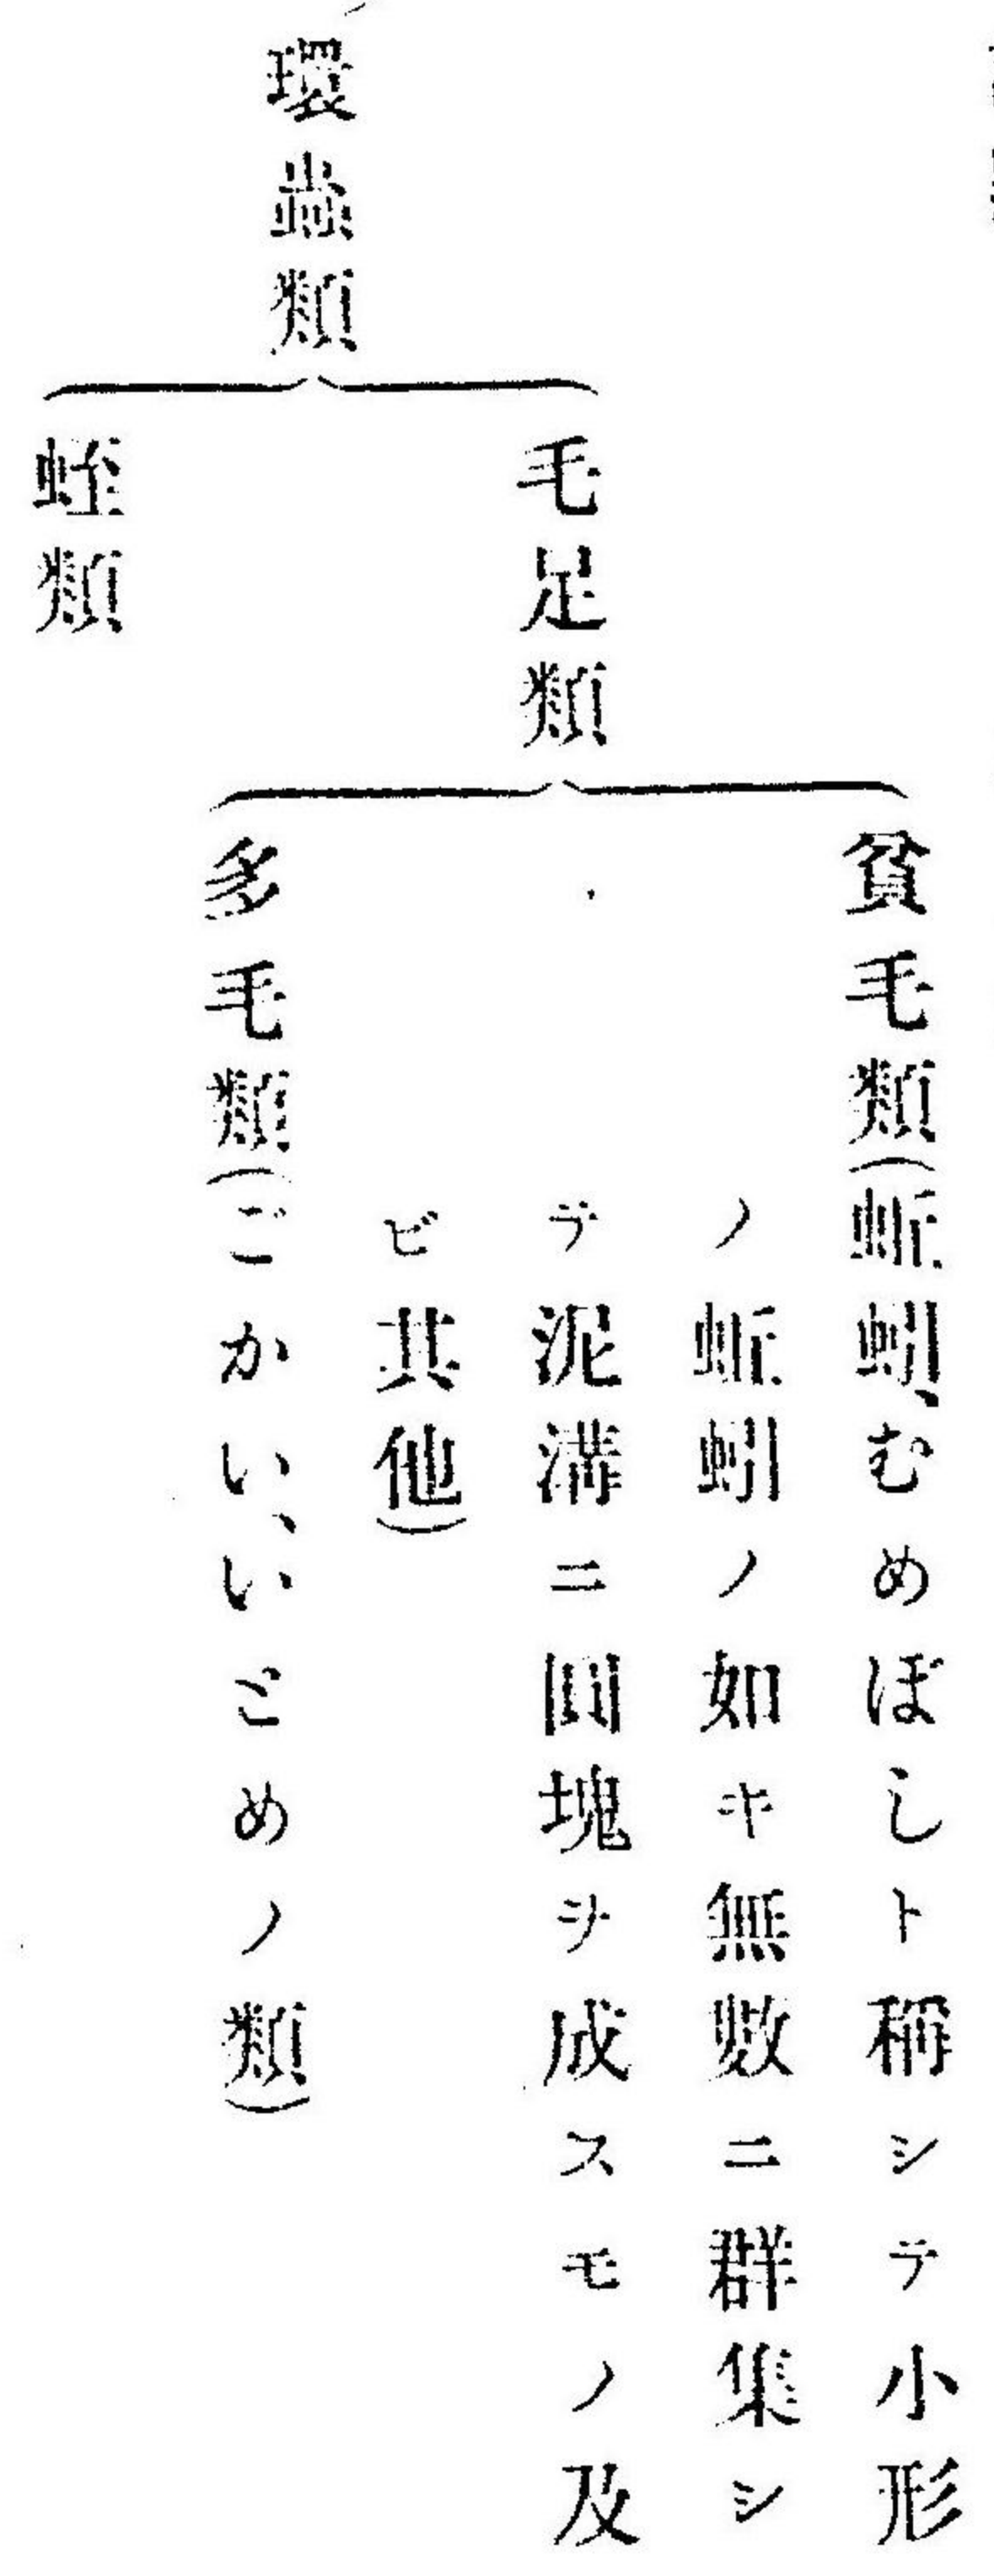 環蟲類
毛足類
貧毛類(蚯蚓、むめぼしト稱シテ小形
ノ蚯蚓ノ如キ無數ニ群集シ
テ泥溝ニ圓塊ヲ成スモノ及
ビ其他)
多毛類(ごかい、いとめノ類)
蛭類